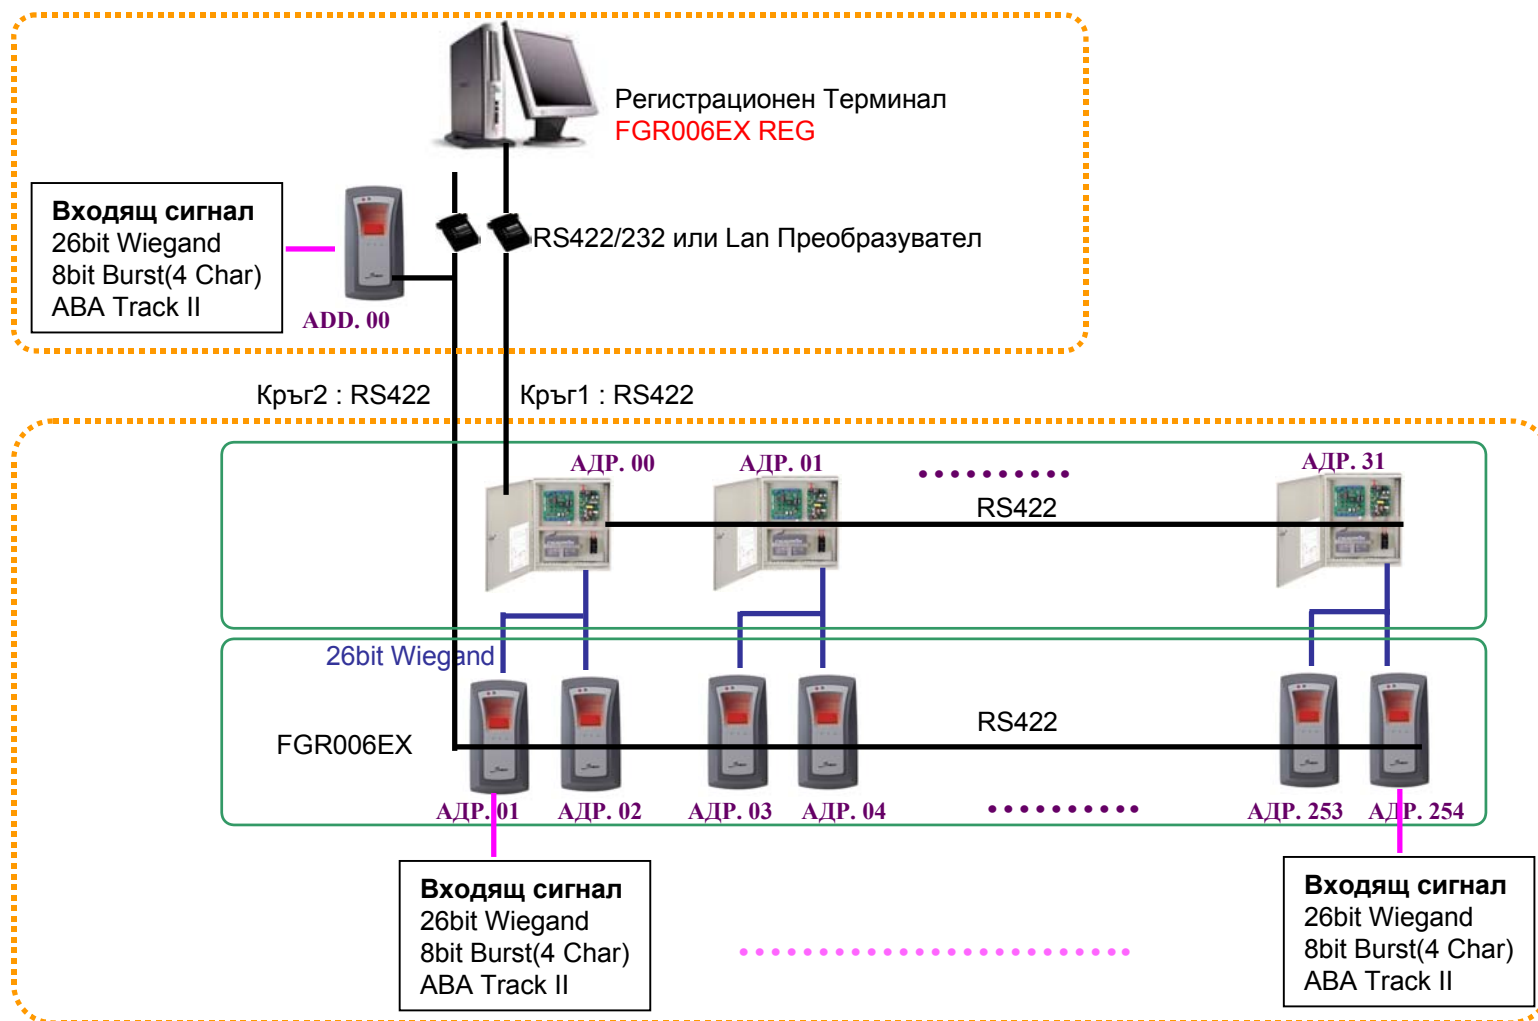 Регистрационен Терминал
FGR006EX REG
Входящ сигнал
26bit Wiegand
8bit Burst(4 Char)
ABA Track II
ADD. 00
RS422/232 или Lan Преобразувател
Кръг2 : RS422
Кръг1 : RS422
АДР. 00
АДР. 01
АДР. 31
RS422
26bit Wiegand
FGR006EX
RS422
АДР. 01
АДР. 02
АДР. 03
АДР. 04
АДР. 253
АДР. 254
Входящ сигнал
26bit Wiegand
8bit Burst(4 Char)
ABA Track II
Входящ сигнал
26bit Wiegand
8bit Burst(4 Char)
ABA Track II